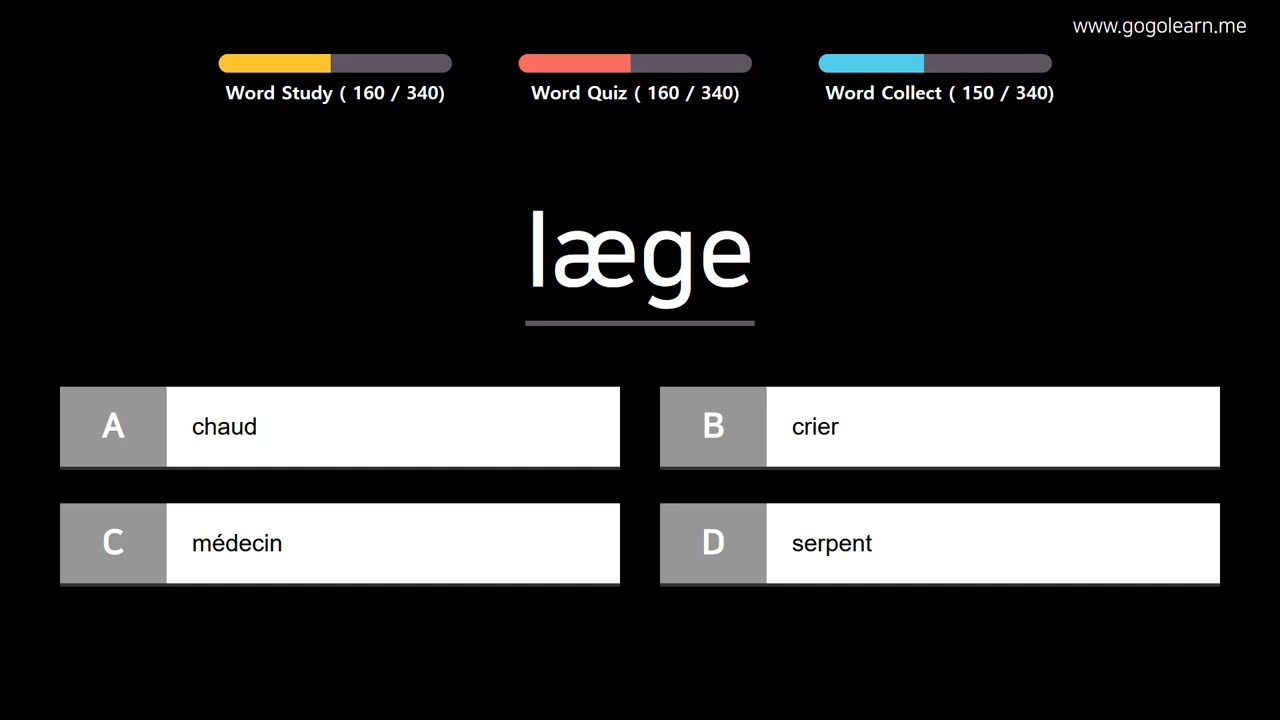 www.gogolearn.me
Word Study ( 160 / 340)
Word Quiz ( 160 / 340)
Word Collect ( 150 / 340)
læge
A chaud
B crier
C médecin
D serpent